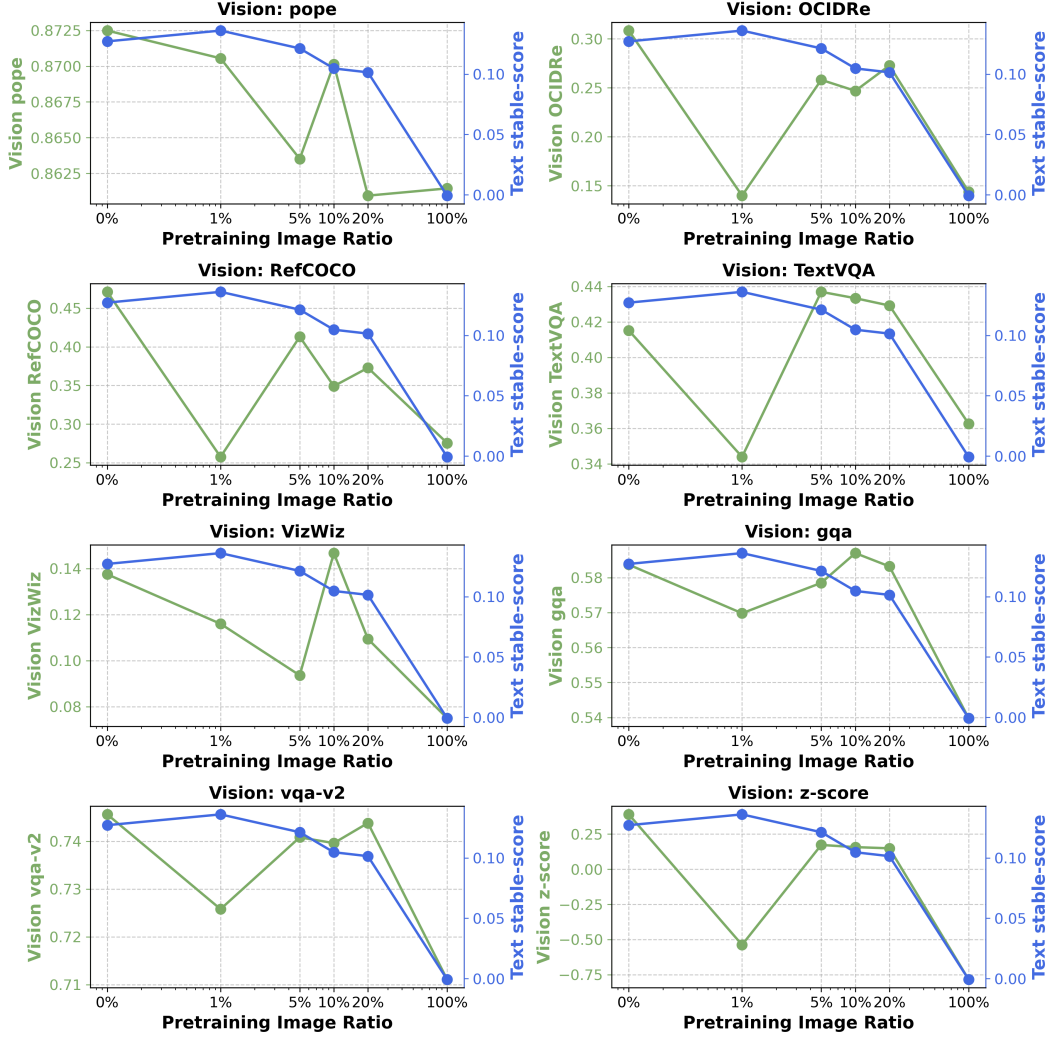 Vision: pope
Vision pope
0.8725
0.8700
0.8675
0.8650
0.8625
0.10
0.05
0.00
Text stable-score
0% 1% 5% 10% 20% 100%
Pretraining Image Ratio
Vision: OCIDRe
Vision OCIDRe
0.30
0.25
0.20
0.15
0.10
0.05
0.00
Text stable-score
0% 1% 5% 10% 20% 100%
Pretraining Image Ratio
Vision: RefCOCO
Vision RefCOCO
0.45
0.40
0.35
0.30
0.25
0.10
0.05
0.00
Text stable-score
0% 1% 5% 10% 20% 100%
Pretraining Image Ratio
Vision: TextVQA
Vision TextVQA
0.44
0.42
0.40
0.38
0.36
0.34
0.10
0.05
0.00
Text stable-score
0% 1% 5% 10% 20% 100%
Pretraining Image Ratio
Vision: VizWiz
Vision VizWiz
0.14
0.12
0.10
0.08
0.10
0.05
0.00
Text stable-score
0% 1% 5% 10% 20% 100%
Pretraining Image Ratio
Vision: gqa
Vision gqa
0.58
0.57
0.56
0.55
0.54
0.10
0.05
0.00
Text stable-score
0% 1% 5% 10% 20% 100%
Pretraining Image Ratio
Vision: vqa-v2
Vision vqa-v2
0.74
0.73
0.72
0.71
0.10
0.05
0.00
Text stable-score
0% 1% 5% 10% 20% 100%
Pretraining Image Ratio
Vision: z-score
Vision z-score
0.25
0.00
−0.25
−0.50
−0.75
0.10
0.05
0.00
Text stable-score
0% 1% 5% 10% 20% 100%
Pretraining Image Ratio